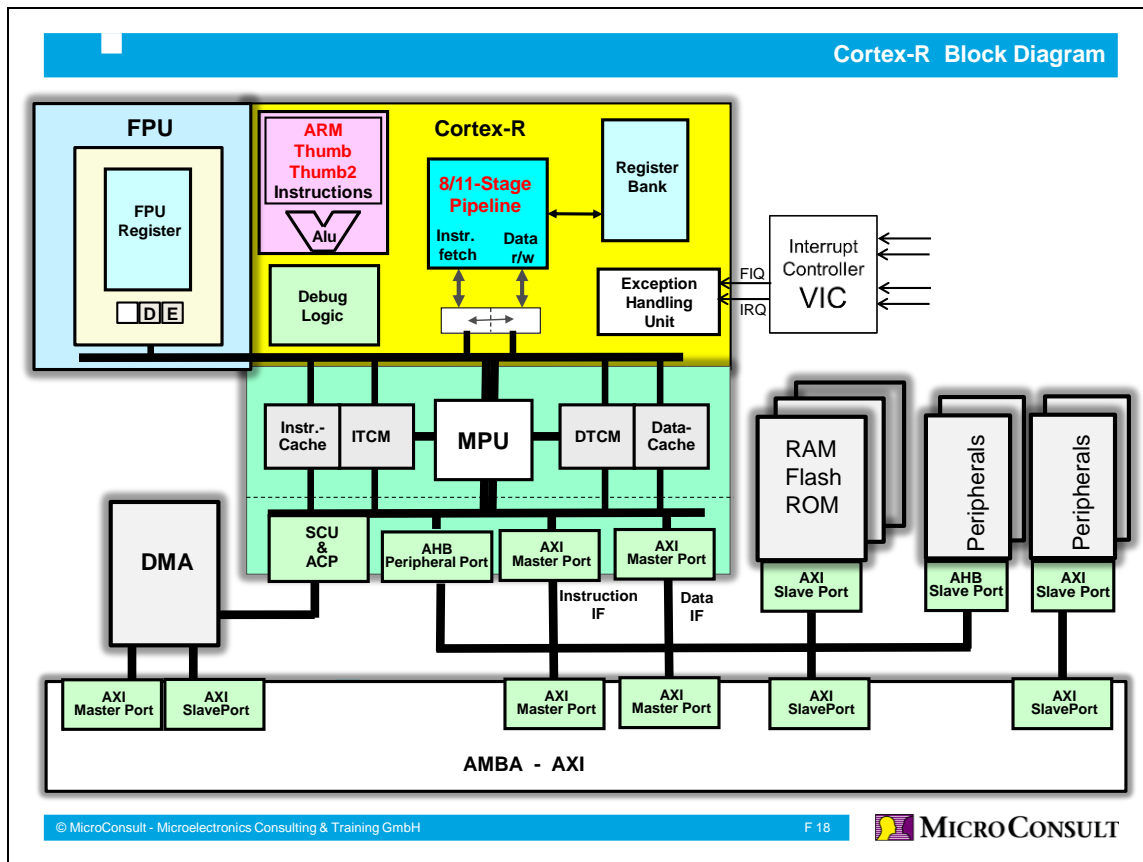 Cortex-R Block Diagram
FPU
FPU
Register
D E
ARM
Thumb
Thumb2
Instructions
Alu
Cortex-R
8/11-Stage
Pipeline
Instr.
fetch
Data
r/w
Register
Bank
Debug
Logic
Exception
Handling
Unit
FIQ
IRQ
Interrupt
Controller
VIC
Instr.-
Cache
ITCM
MPU
DTCM
Data-
Cache
RAM
Flash
ROM
Peripherals
Peripherals
SCU
&
ACP
AHB
Peripheral Port
AXI
Master Port
AXI
Master Port
DMA
Instruction
IF
Data
IF
AXI
Slave Port
AHB
Slave Port
AXI
Slave Port
AXI
Master Port
AXI
SlavePort
AXI
Master Port
AXI
Master Port
AXI
SlavePort
AXI
SlavePort
AMBA - AXI
© MicroConsult - Microelectronics Consulting & Training GmbH
F 18
MICROCONSULT